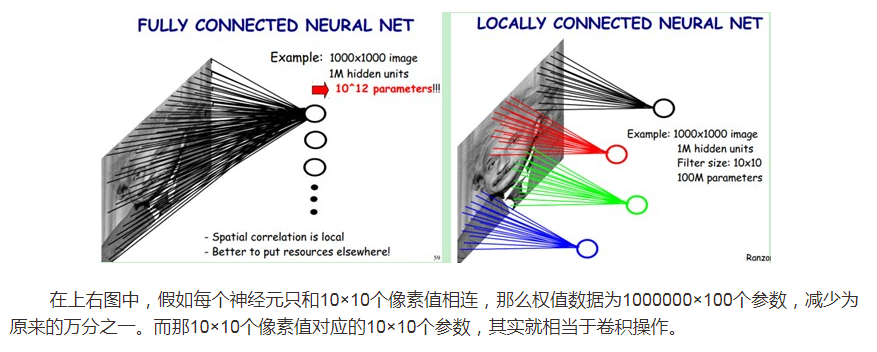 FULLY CONNECTED NEURAL NET
Example: 1000x1000 image
1M hidden units
10^12 parameters!!!
- Spatial correlation is local
- Better to put resources elsewhere!
59
LOCALLY CONNECTED NEURAL NET
Example: 1000x1000 image
1M hidden units
Filter size: 10x10
100M parameters
Ranzo
在上右图中，假如每个神经元只和10×10个像素值相连，那么权值数据为1000000×100个参数，减少为
原来的万分之一。而那10×10个像素值对应的10×10个参数，其实就相当于卷积操作。